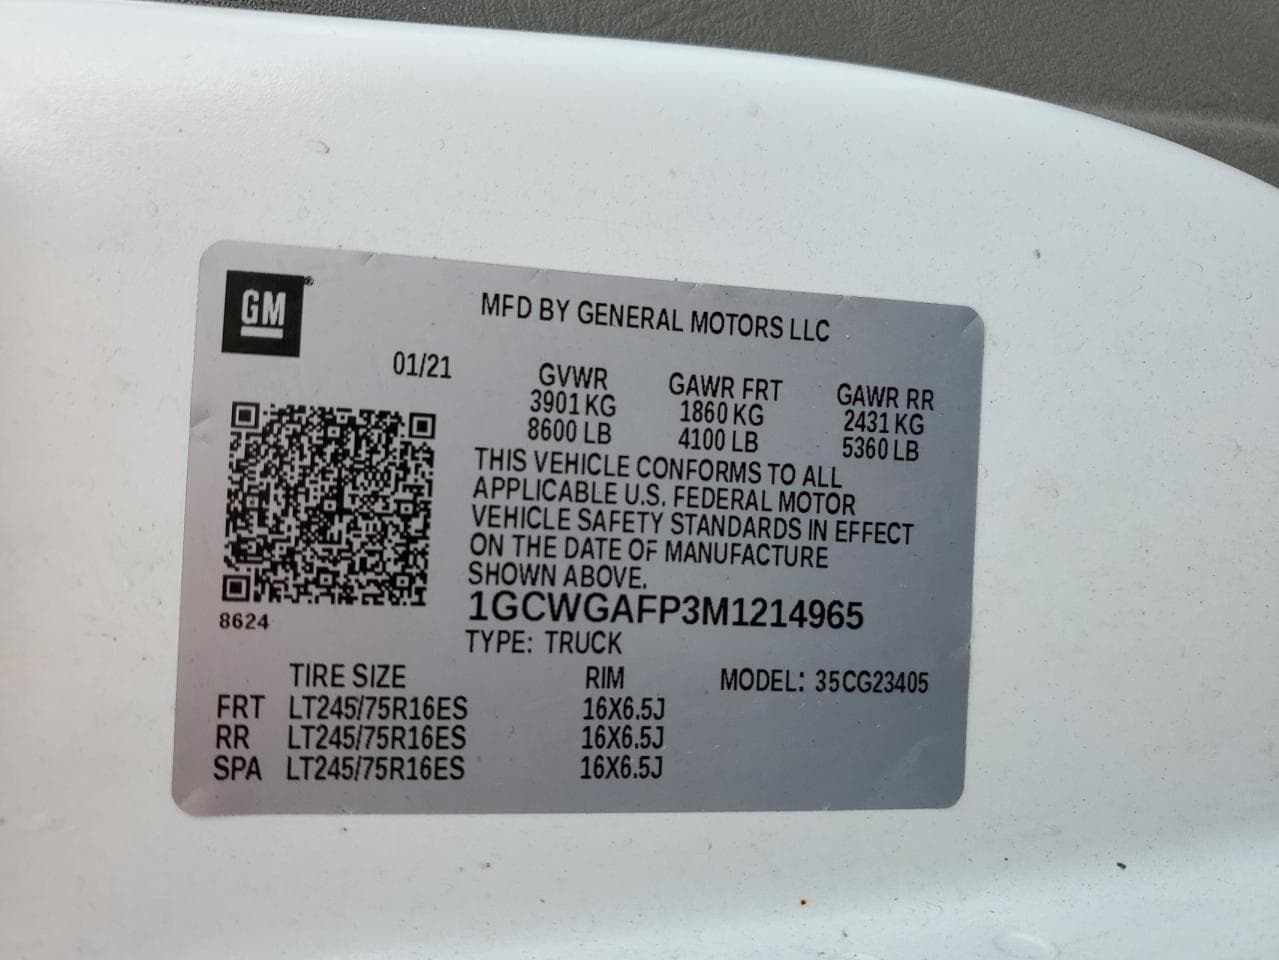 GM
MFD BY GENERAL MOTORS LLC
01/21
GVWR GAWR FRT GAWR RR
3901 KG 1860 KG 2431 KG
8600 LB 4100 LB 5360 LB
THIS VEHICLE CONFORMS TO ALL
APPLICABLE U.S. FEDERAL MOTOR
VEHICLE SAFETY STANDARDS IN EFFECT
ON THE DATE OF MANUFACTURE
SHOWN ABOVE.
1GCWGAFP3M1214965
8624
TYPE: TRUCK
TIRE SIZE RIM MODEL: 35CG23405
FRT LT245/75R16ES 16X6.5J
RR LT245/75R16ES 16X6.5J
SPA LT245/75R16ES 16X6.5J